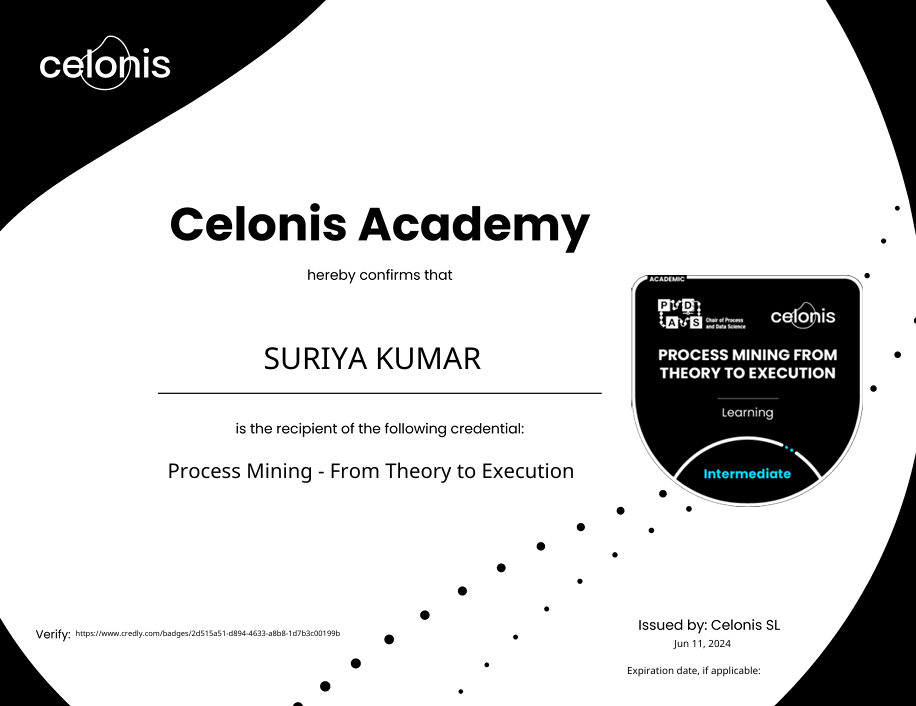 celonis
Celonis Academy
hereby confirms that
SURIYA KUMAR
is the recipient of the following credential:
Process Mining - From Theory to Execution
ACADEMIC
PADS
Chair of Process
and Data Science
celonis
PROCESS MINING FROM
THEORY TO EXECUTION
Learning
Intermediate
Verify: https://www.credly.com/badges/2d515a51-d894-4633-a8b8-1d7b3c00199b
Issued by: Celonis SL
Jun 11, 2024
Expiration date, if applicable: